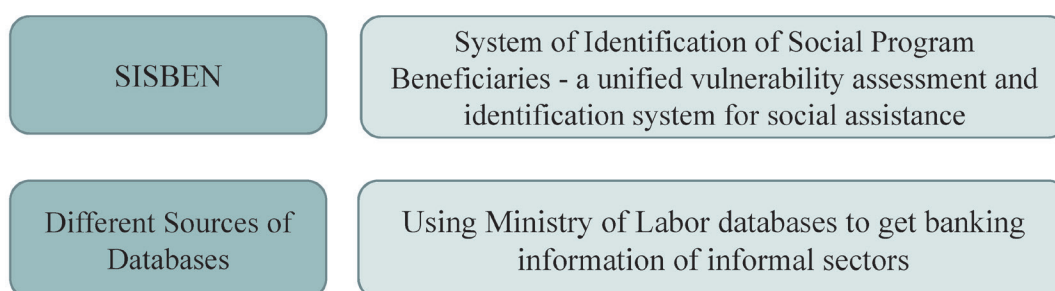 SISBEN
System of Identification of Social Program
Beneficiaries - a unified vulnerability assessment and
identification system for social assistance
Different Sources of
Databases
Using Ministry of Labor databases to get banking
information of informal sectors